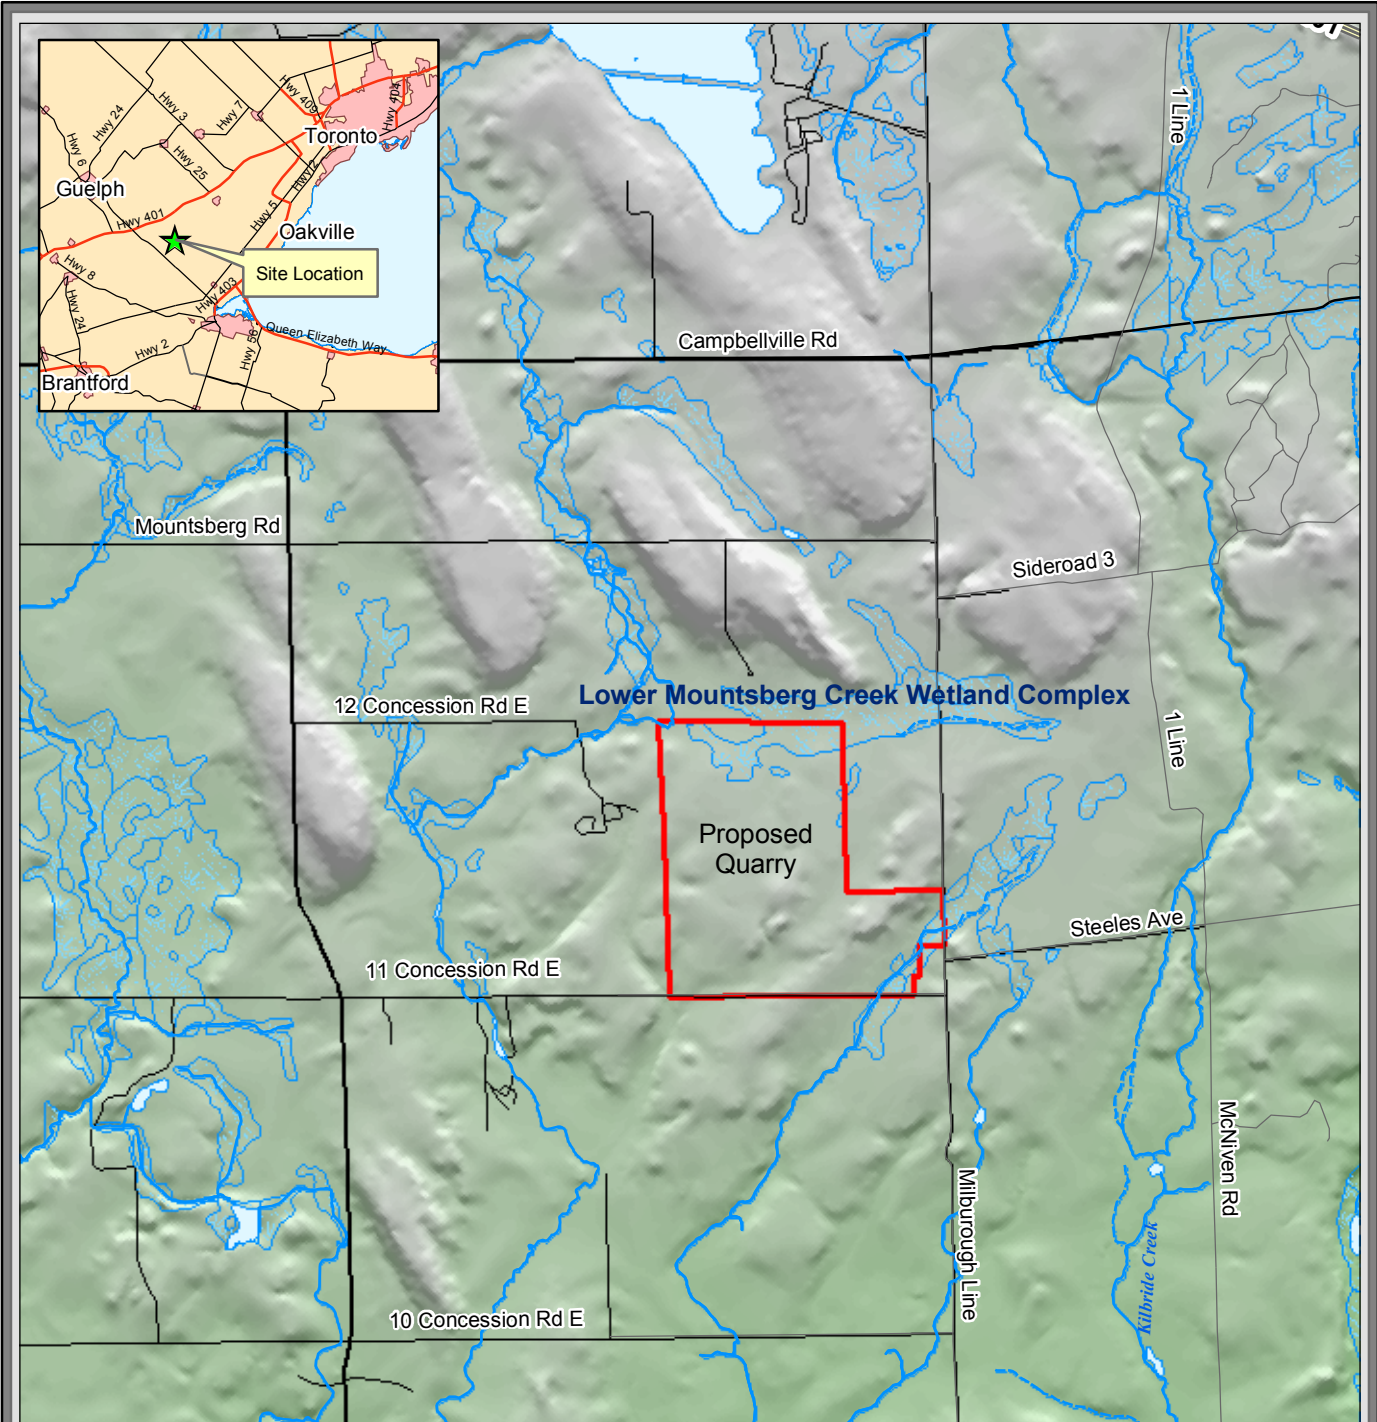 Hwy 24
Hwy 3
Hwy 7
Hwy 409
Hwy 404
Toronto
Hwy 6
Hwy 25
Hwy 2
Guelph
Hwy 401
Hwy 5
Oakville
Site Location
Hwy 8
Hwy 24
Hwy 403
Hwy 2
Hwy 56
Queen Elizabeth Way
Brantford
1 Line
Campbellville Rd
Mountsberg Rd
Sideroad 3
Lower Mountsberg Creek Wetland Complex
12 Concession Rd E
1 Line
Proposed
Quarry
Steeles Ave
11 Concession Rd E
McNiven Rd
Milburough Line
Kilbride Creek
10 Concession Rd E